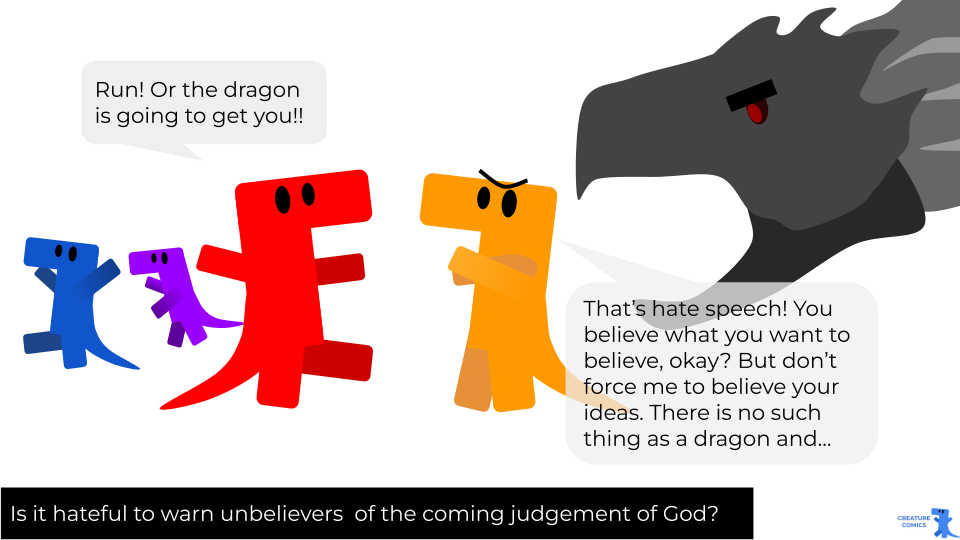 Run! Or the dragon
is going to get you!!
That's hate speech! You
believe what you want to
believe, okay? But don't
force me to believe your
ideas. There is no such
thing as a dragon and...
Is it hateful to warn unbelievers  of the coming judgement of God?
CREATURE
COMICS